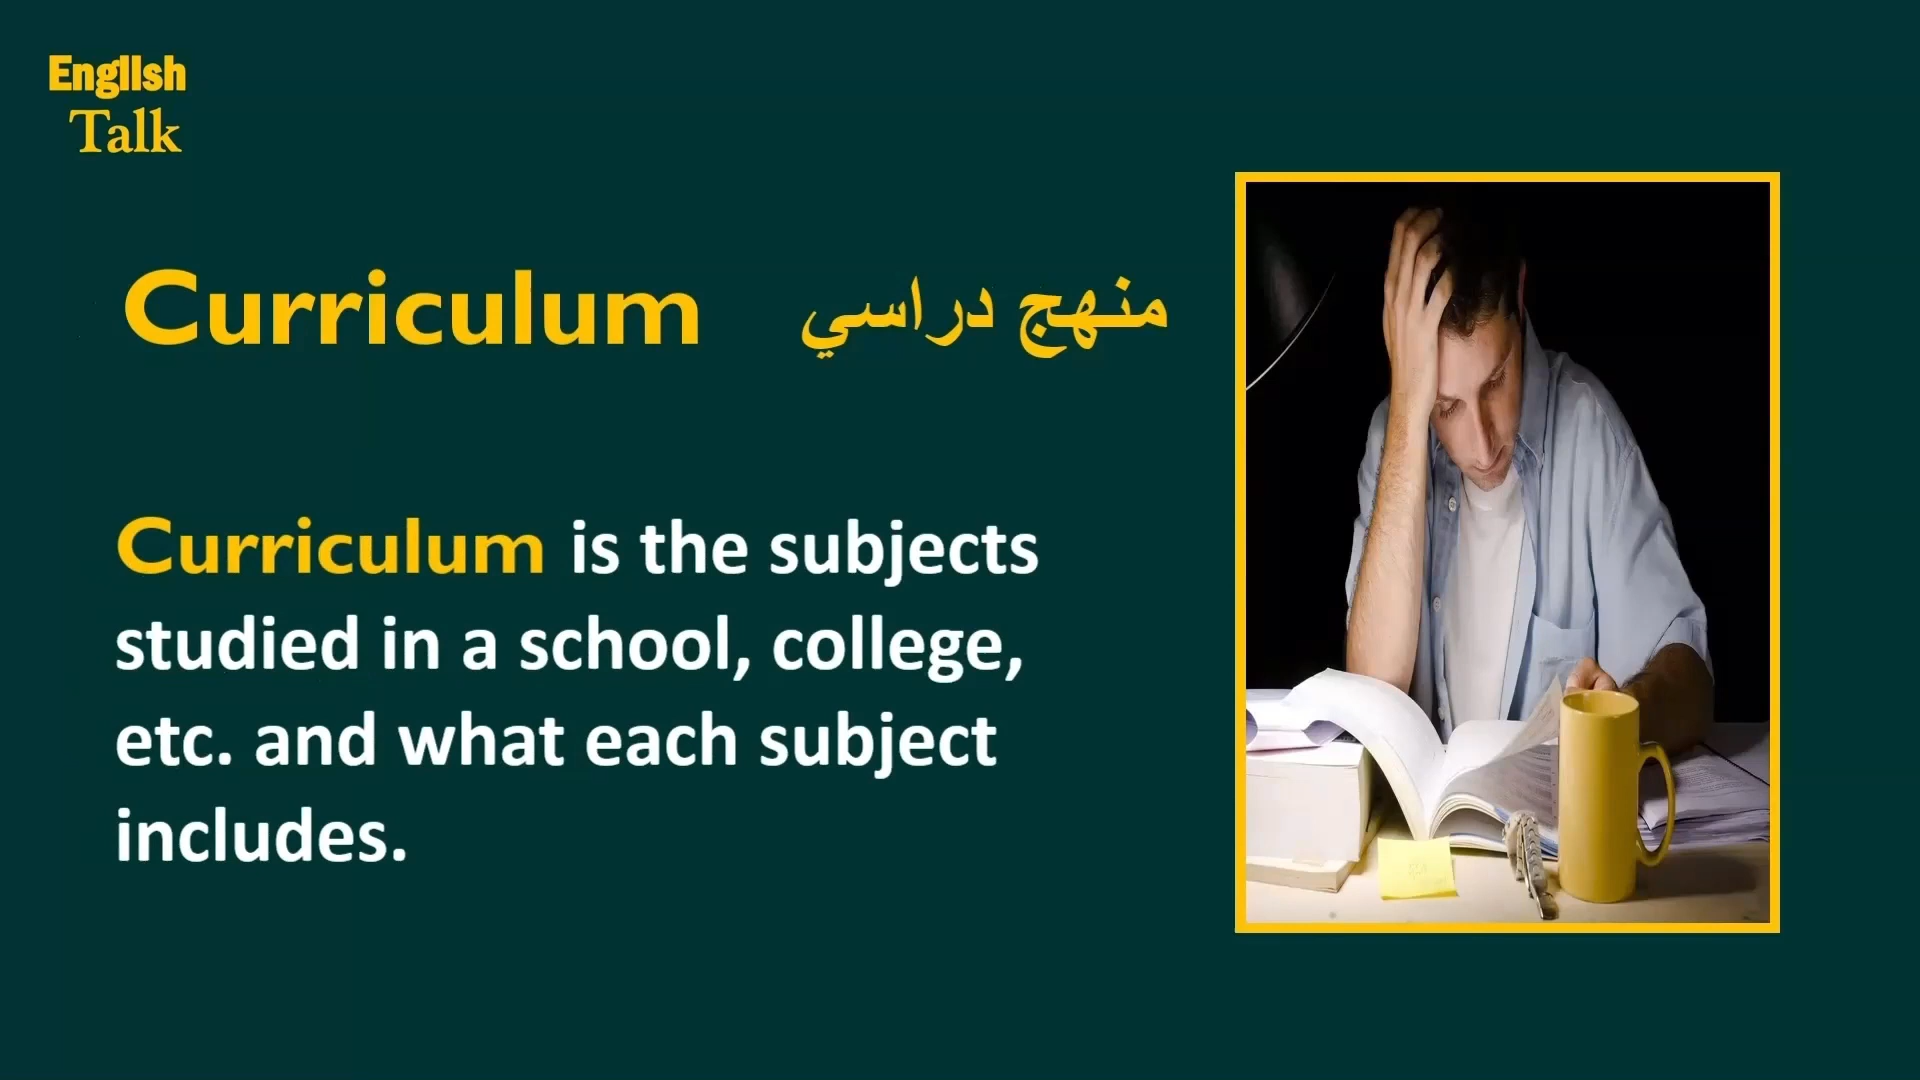 English
Talk
Curriculum منهج دراسي
Curriculum is the subjects
studied in a school, college,
etc. and what each subject
includes.